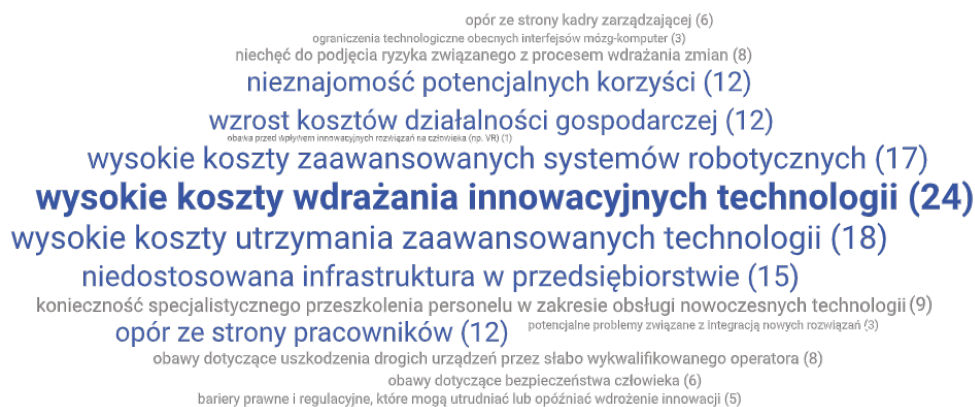 opór ze strony kadry zarządzającej (6)
ograniczenia technologiczne obecnych interfejsów mózg-komputer (3)
niechęć do podjęcia ryzyka związanego z procesem wdrażania zmian (8)
nieznajomość potencjalnych korzyści (12)
wzrost kosztów działalności gospodarczej (12)
obawa przed wpływem innowacyjnych rozwiązań na człowieka (np. VR) (1)
wysokie koszty zaawansowanych systemów robotycznych (17)
wysokie koszty wdrażania innowacyjnych technologii (24)
wysokie koszty utrzymania zaawansowanych technologii (18)
niedostosowana infrastruktura w przedsiębiorstwie (15)
konieczność specjalistycznego przeszkolenia personelu w zakresie obsługi nowoczesnych technologii (9)
opór ze strony pracowników (12)
potencjalne problemy związane z integracją nowych rozwiązań (3)
obawy dotyczące uszkodzenia drogich urządzeń przez słabo wykwalifikowanego operatora (8)
obawy dotyczące bezpieczeństwa człowieka (6)
bariery prawne i regulacyjne, które mogą utrudniać lub opóźniać wdrożenie innowacji (5)